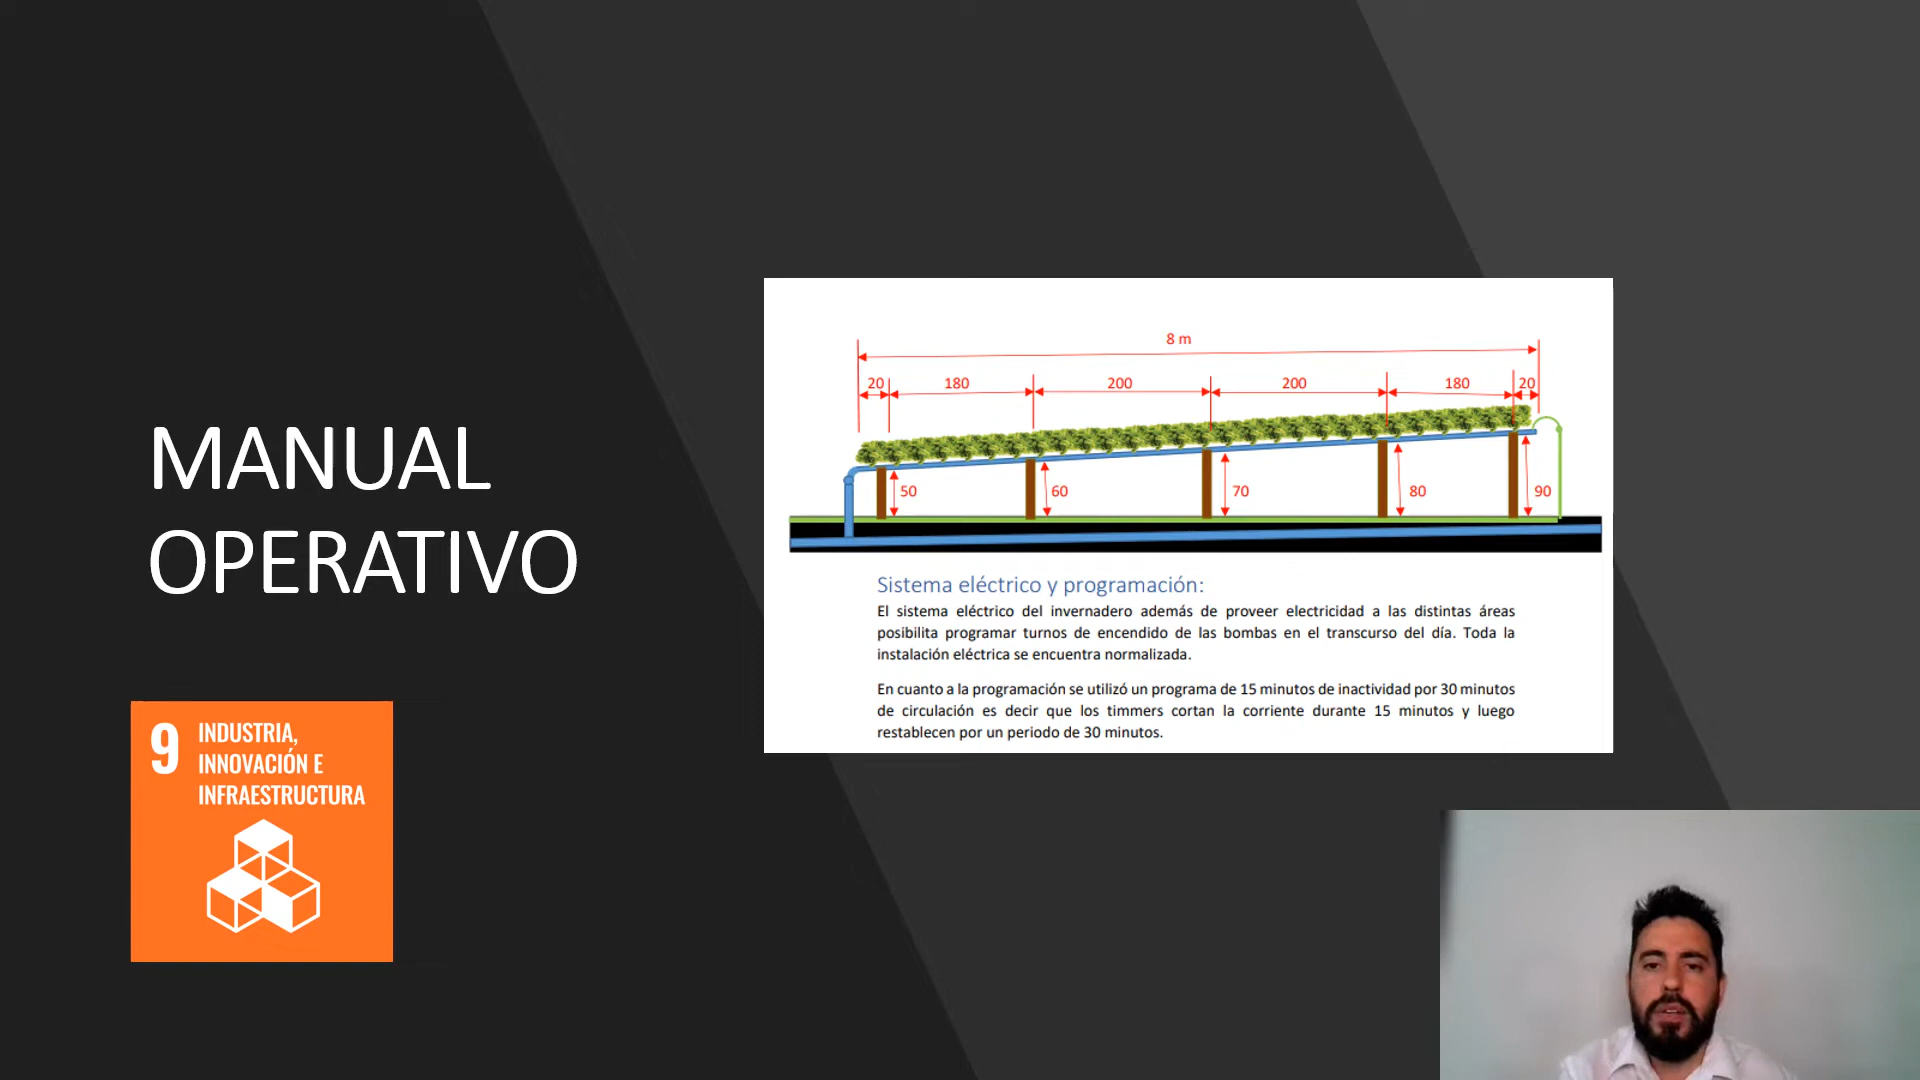 MANUAL
OPERATIVO
9 INDUSTRIA,
INNOVACIÓN E
INFRAESTRUCTURA
8 m
20 180 200 200 180 20
50 60 70 80 90
Sistema eléctrico y programación:
El sistema eléctrico del invernadero además de proveer electricidad a las distintas áreas
posibilita programar turnos de encendido de las bombas en el transcurso del día. Toda la
instalación eléctrica se encuentra normalizada.
En cuanto a la programación se utilizó un programa de 15 minutos de inactividad por 30 minutos
de circulación es decir que los timmers cortan la corriente durante 15 minutos y luego
restablecen por un periodo de 30 minutos.